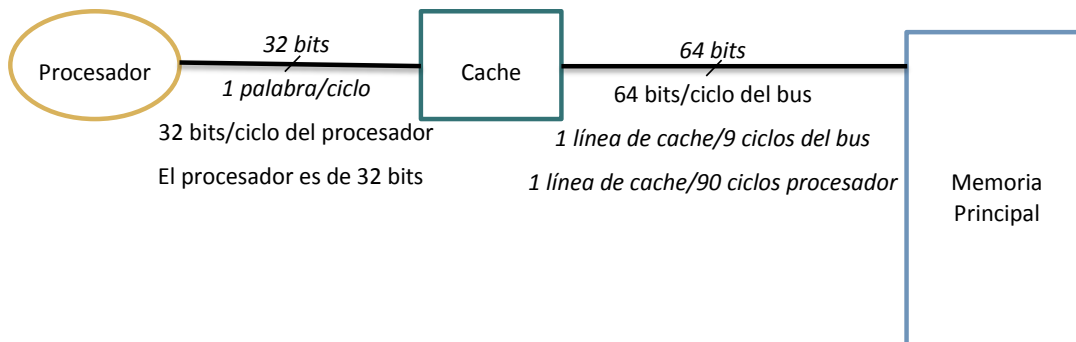 Procesador
32 bits
1 palabra/ciclo
32 bits/ciclo del procesador
El procesador es de 32 bits
Cache
64 bits
64 bits/ciclo del bus
1 línea de cache/9 ciclos del bus
1 línea de cache/90 ciclos procesador
Memoria
Principal